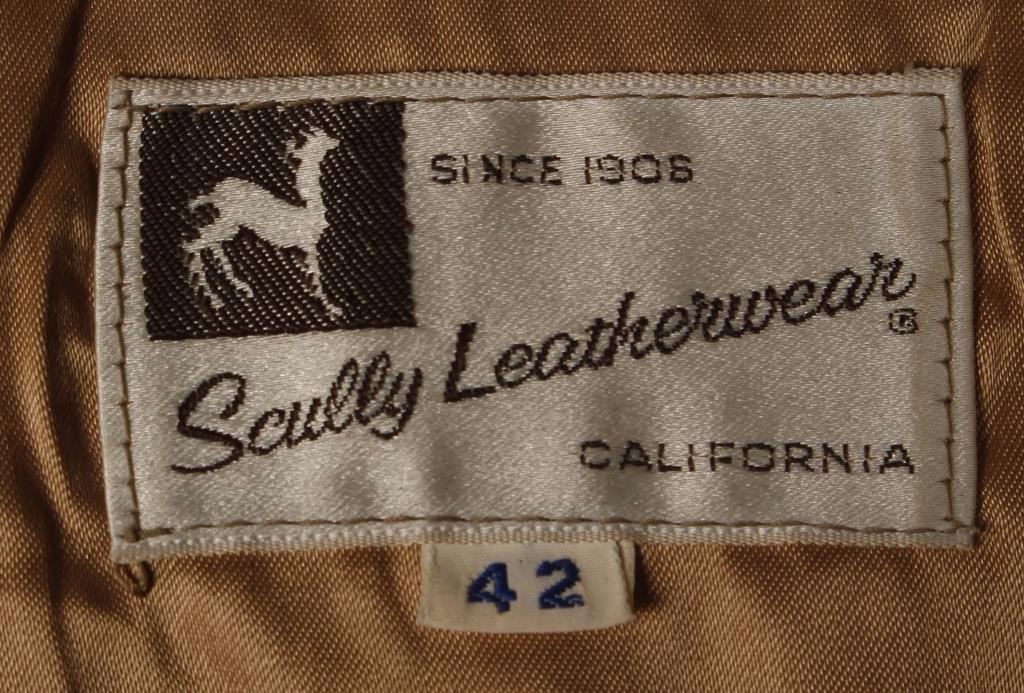 SINCE 1906
Scully Leatherwear®
CALIFORNIA
42